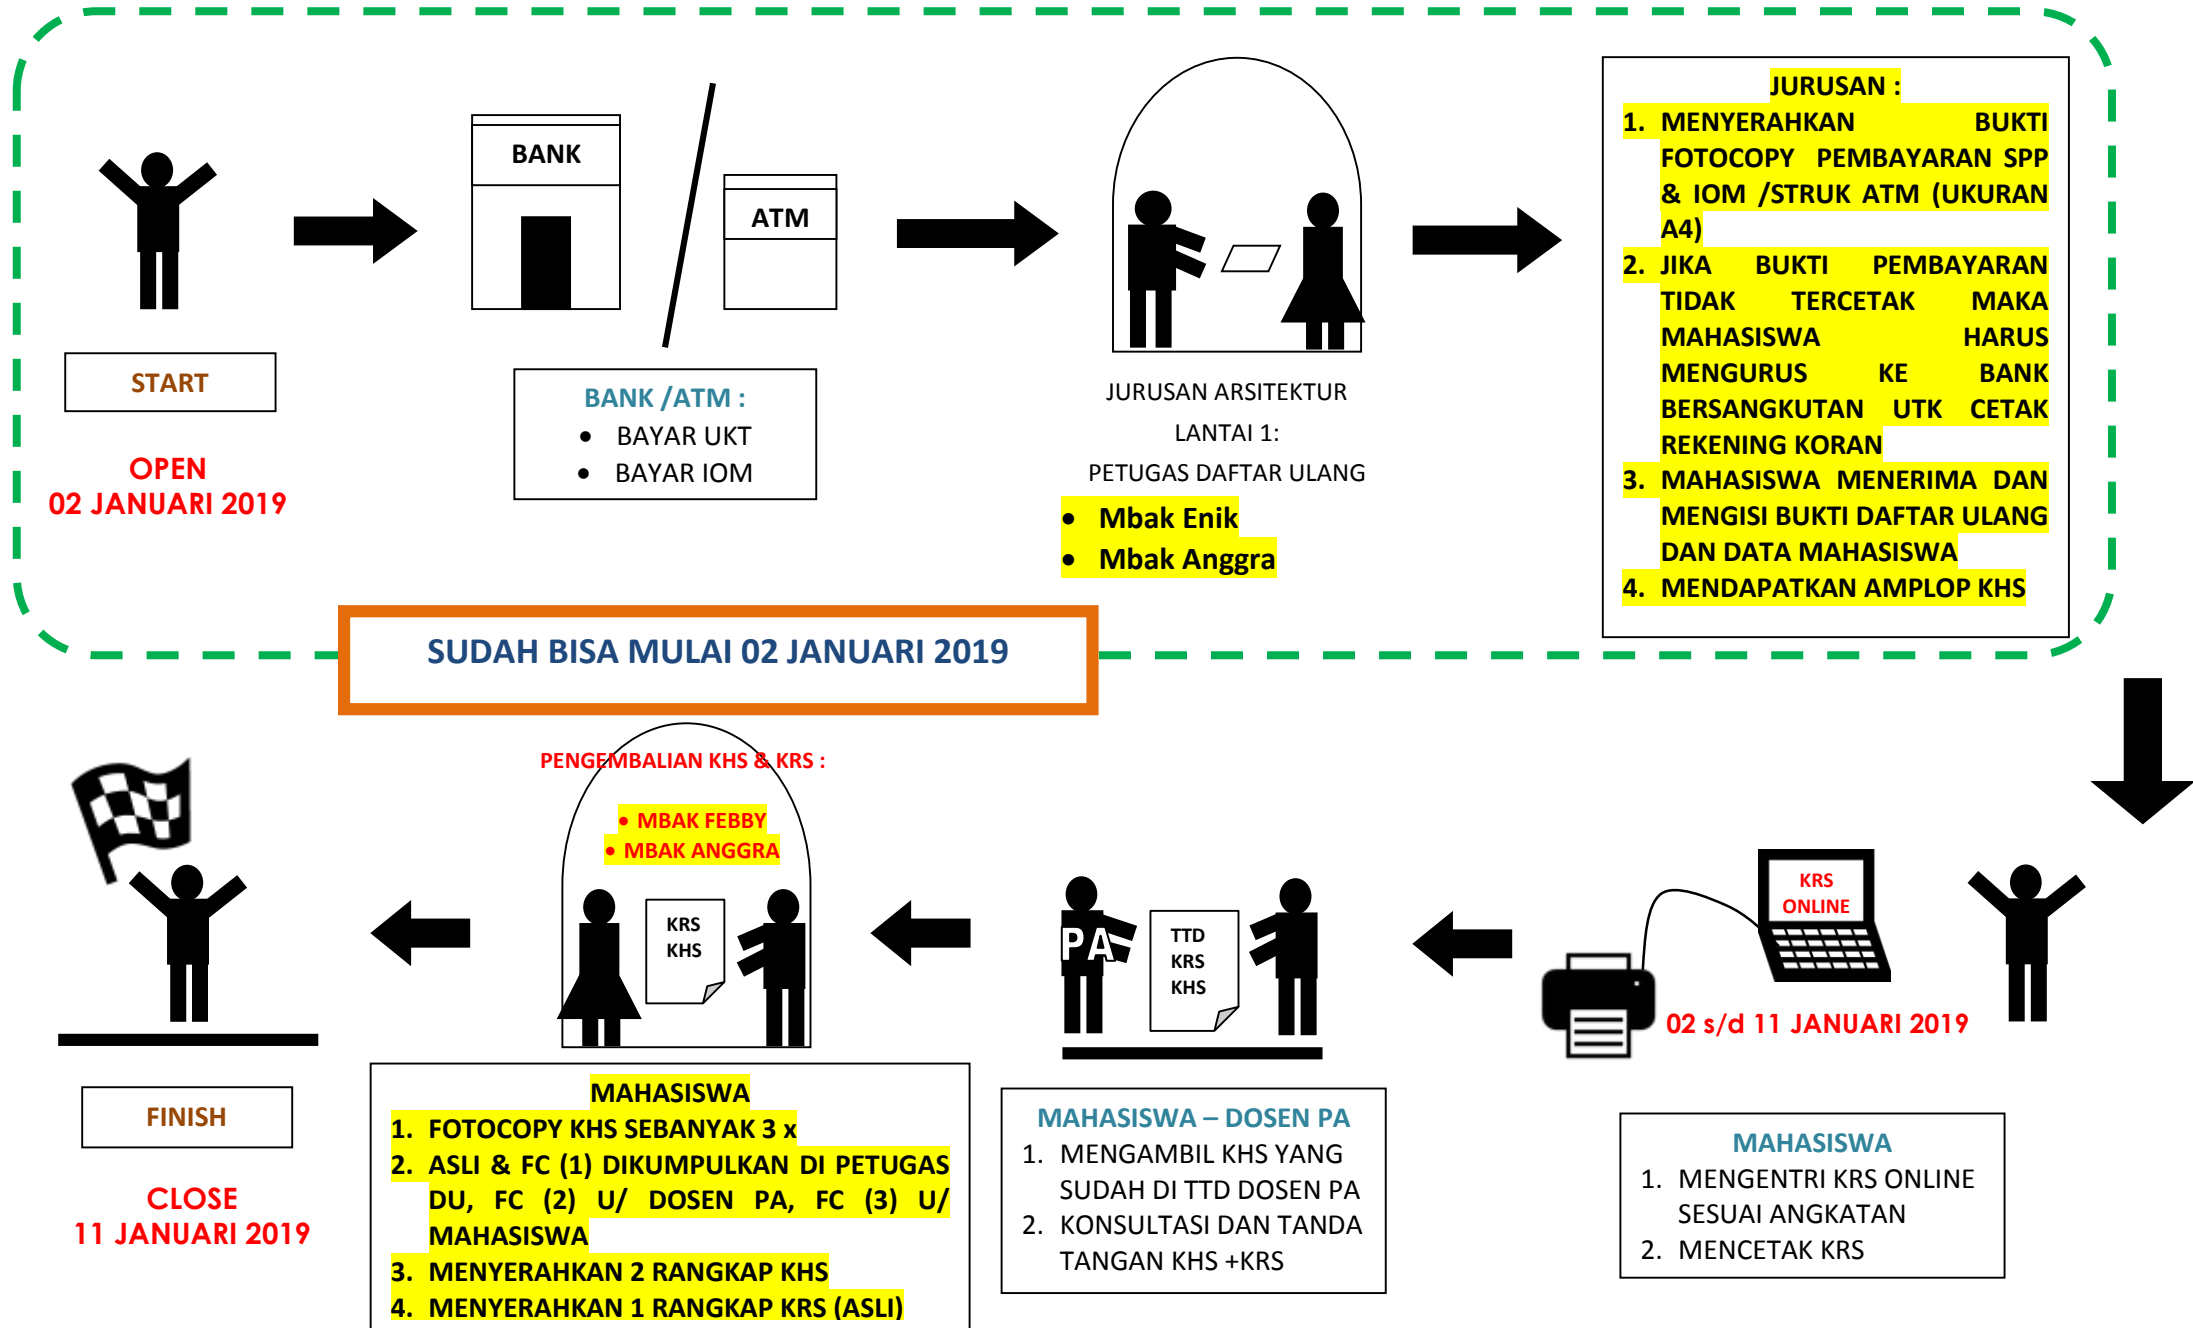 BANK
ATM
START
OPEN
02 JANUARI 2019
BANK /ATM :
• BAYAR UKT
• BAYAR IOM
JURUSAN ARSITEKTUR
LANTAI 1:
PETUGAS DAFTAR ULANG
• Mbak Enik
• Mbak Anggra
JURUSAN :
1. MENYERAHKAN BUKTI
FOTOCOPY PEMBAYARAN SPP
& IOM /STRUK ATM (UKURAN
A4)
2. JIKA BUKTI PEMBAYARAN
TIDAK TERCETAK MAKA
MAHASISWA HARUS
MENGURUS KE BANK
BERSANGKUTAN UTK CETAK
REKENING KORAN
3. MAHASISWA MENERIMA DAN
MENGISI BUKTI DAFTAR ULANG
DAN DATA MAHASISWA
4. MENDAPATKAN AMPLOP KHS
SUDAH BISA MULAI 02 JANUARI 2019
KRS
ONLINE
02 s/d 11 JANUARI 2019
MAHASISWA
1. MENGENTRI KRS ONLINE
SESUAI ANGKATAN
2. MENCETAK KRS
PA
TTD
KRS
KHS
MAHASISWA – DOSEN PA
1. MENGAMBIL KHS YANG
SUDAH DI TTD DOSEN PA
2. KONSULTASI DAN TANDA
TANGAN KHS +KRS
PENGEMBALIAN KHS & KRS :
• MBAK FEBBY
• MBAK ANGGRA
KRS
KHS
MAHASISWA
1. FOTOCOPY KHS SEBANYAK 3 x
2. ASLI & FC (1) DIKUMPULKAN DI PETUGAS
DU, FC (2) U/ DOSEN PA, FC (3) U/
MAHASISWA
3. MENYERAHKAN 2 RANGKAP KHS
4. MENYERAHKAN 1 RANGKAP KRS (ASLI)
FINISH
CLOSE
11 JANUARI 2019